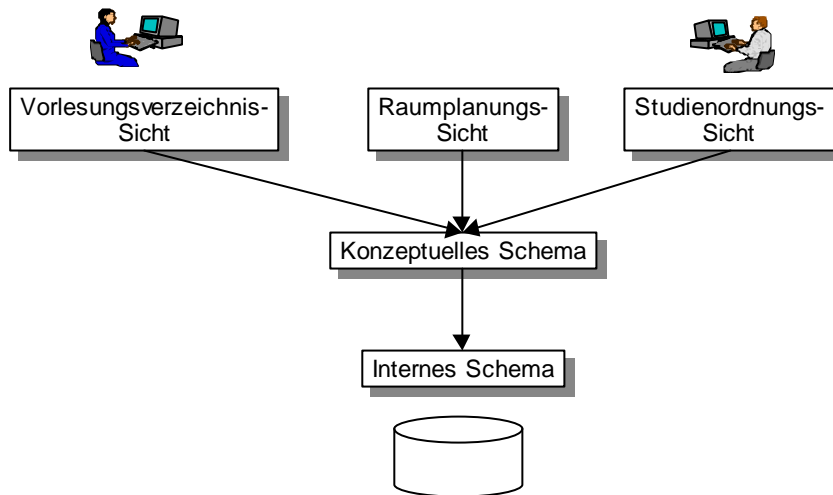 Vorlesungsverzeichnis-
Sicht
Raumplanungs-
Sicht
Studienordnungs-
Sicht
Konzeptuelles Schema
Internes Schema